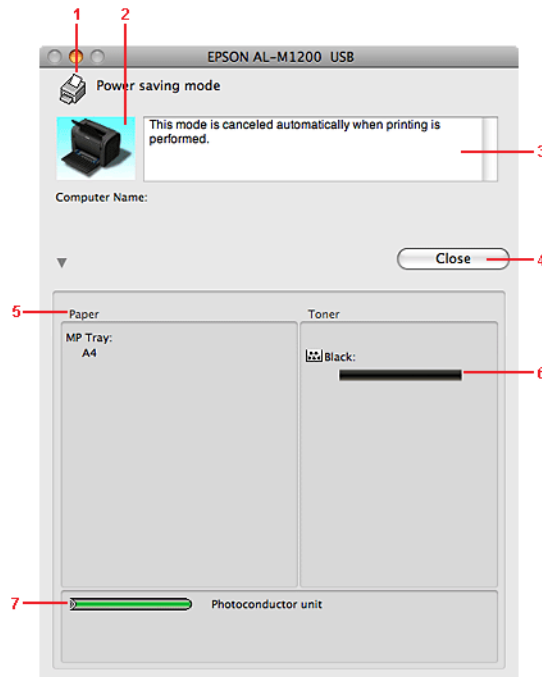 1 2
EPSON AL-M1200 USB
Power saving mode
This mode is canceled automatically when printing is
performed.
3
Computer Name:
Close
4
5
Paper
Toner
MP Tray:
A4
Black:
6
7
Photoconductor unit